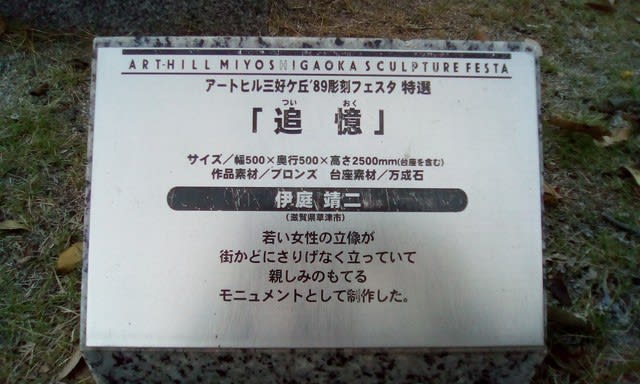 ART-HILL MIYOSHIGAOKA SCULPTURE FESTA
アートヒル三好ケ丘'89彫刻フェスタ 特選
つい おく
「追 憶」
サイズ／幅500×奥行500×高さ2500mm(台座を含む)
作品素材／ブロンズ 台座素材／万成石
伊庭 靖二
(滋賀県草津市)
若い女性の立像が
街かどにさりげなく立っていて
親しみのもてる
モニュメントとして制作した。